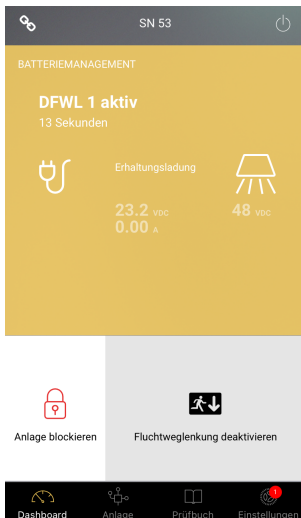 SN 53
BATTERIEMANAGEMENT
DFWL 1 aktiv
13 Sekunden
Erhaltungsladung
23.2 VDC
48 VDC
0.00 A
Anlage blockieren
Fluchtweglenkung deaktivieren
1
Dashboard
Anlage
Prüfbuch
Einstellungen